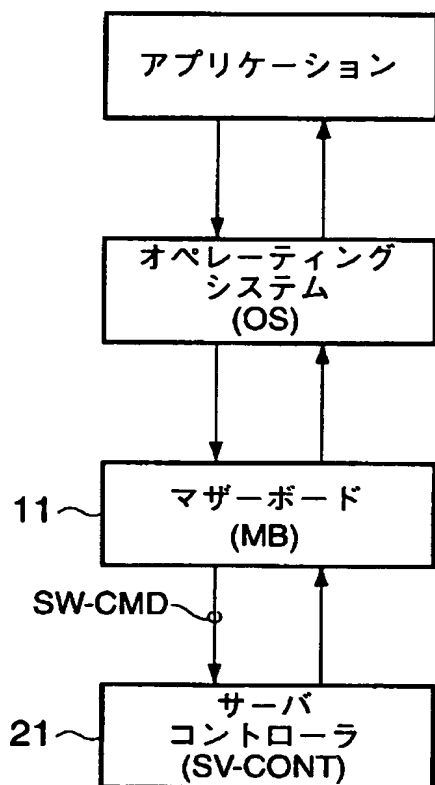 アプリケーション
オペレーティング
システム
(OS)
11
マザーボード
(MB)
SW-CMD
21
サーバ
コントローラ
(SV-CONT)